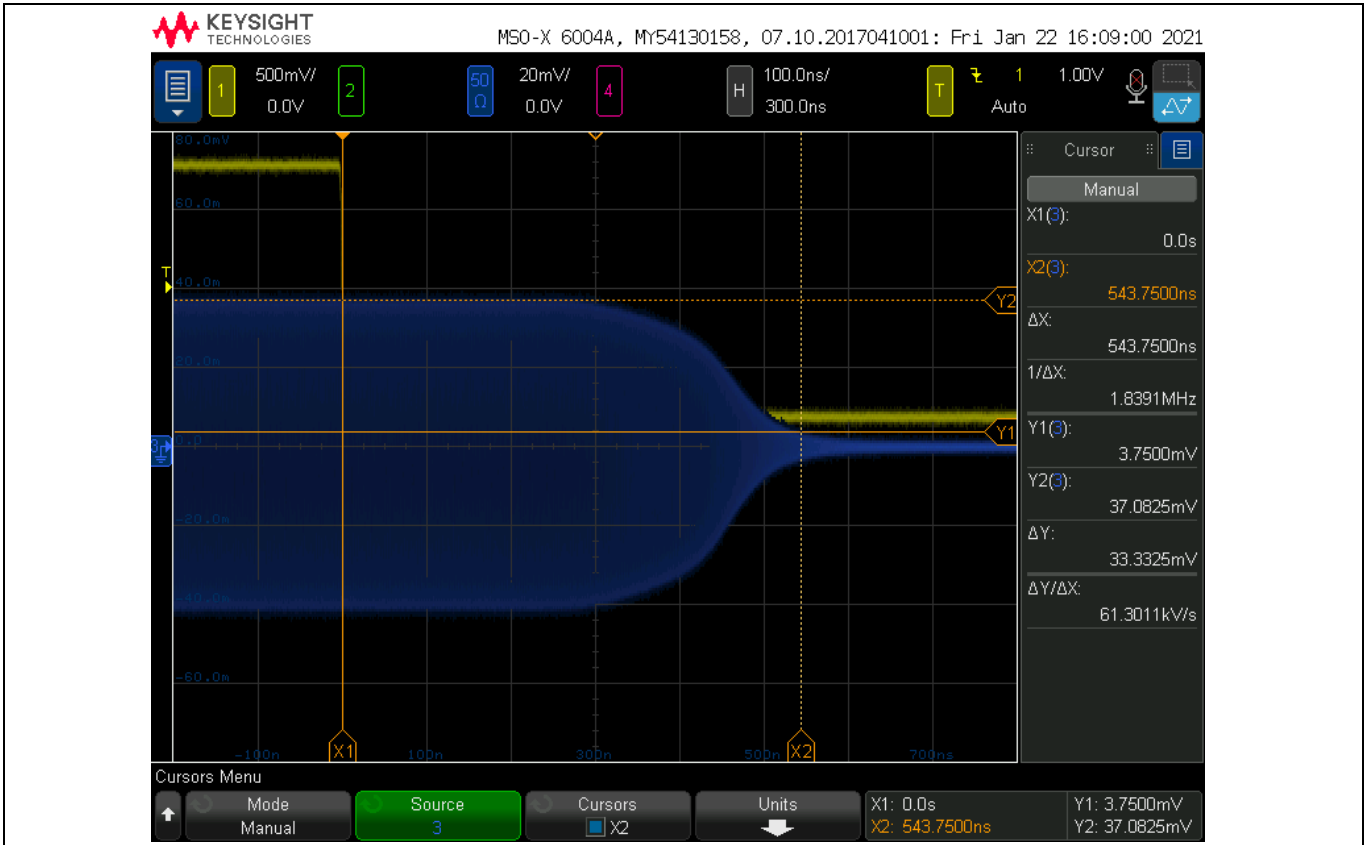 KEYSIGHT
TECHNOLOGIES
MSO-X 6004A, MY54130158, 07.10.2017041001: Fri Jan 22 16:09:00 2021
1 500mV/ 2 50 20mV/ 4 H 100.0ns/ T 1 1.00V
0.0V Ω 0.0V 300.0ns Auto
80.0mV
60.0m
T
40.0m
Y2
20.0m
3 0.0
Y1
-20.0m
-40.0m
-60.0m
-100n X1 100n 300n 500n X2 700ns
Cursor
Manual
X1(3):
0.0s
X2(3):
543.7500ns
ΔX:
543.7500ns
1/ΔX:
1.8391MHz
Y1(3):
3.7500mV
Y2(3):
37.0825mV
ΔY:
33.3325mV
ΔY/ΔX:
61.3011kV/s
Cursors Menu
Mode Source Cursors Units X1: 0.0s Y1: 3.7500mV
Manual 3 X2 X2: 543.7500ns Y2: 37.0825mV